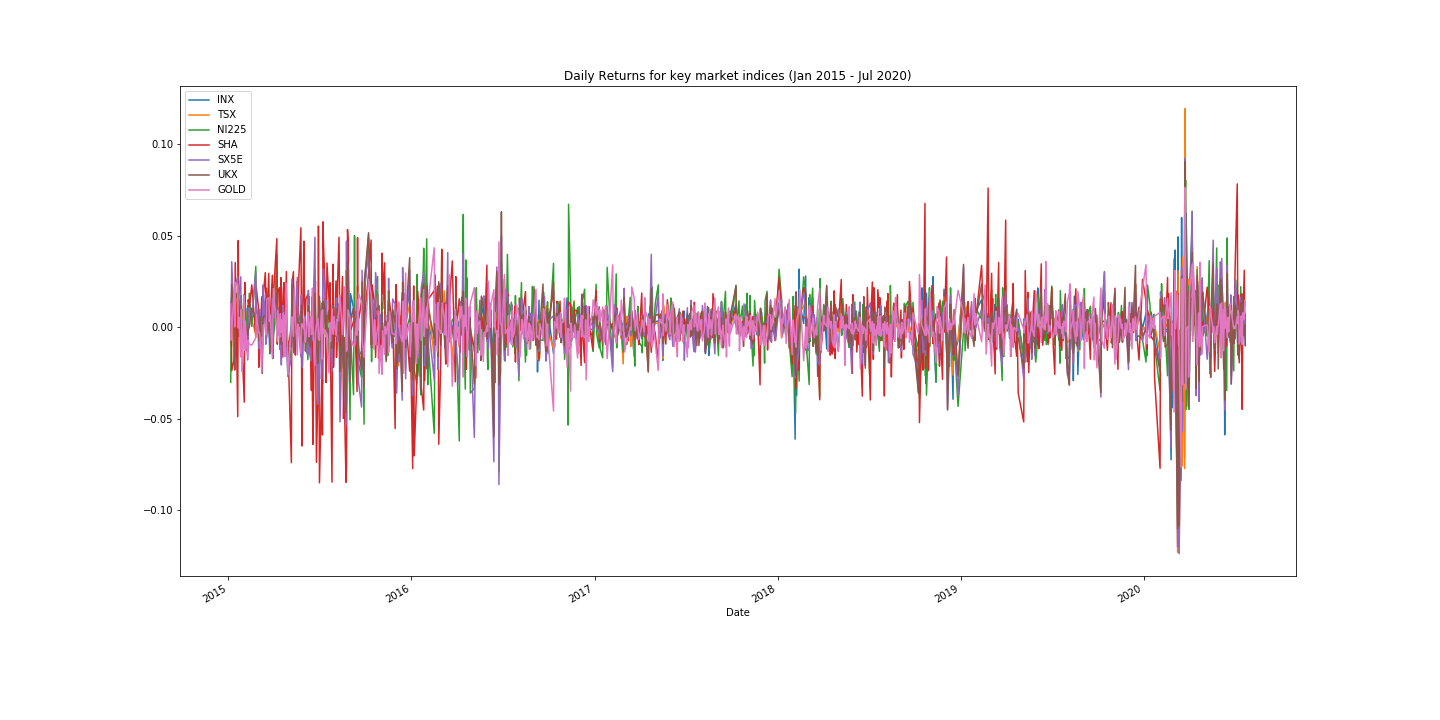 Daily Returns for key market indices (Jan 2015 - Jul 2020)
INX
TSX
NI225
SHA
SX5E
UKX
GOLD
0.10
0.05
0.00
−0.05
−0.10
2015
2016
2017
2018
2019
2020
Date